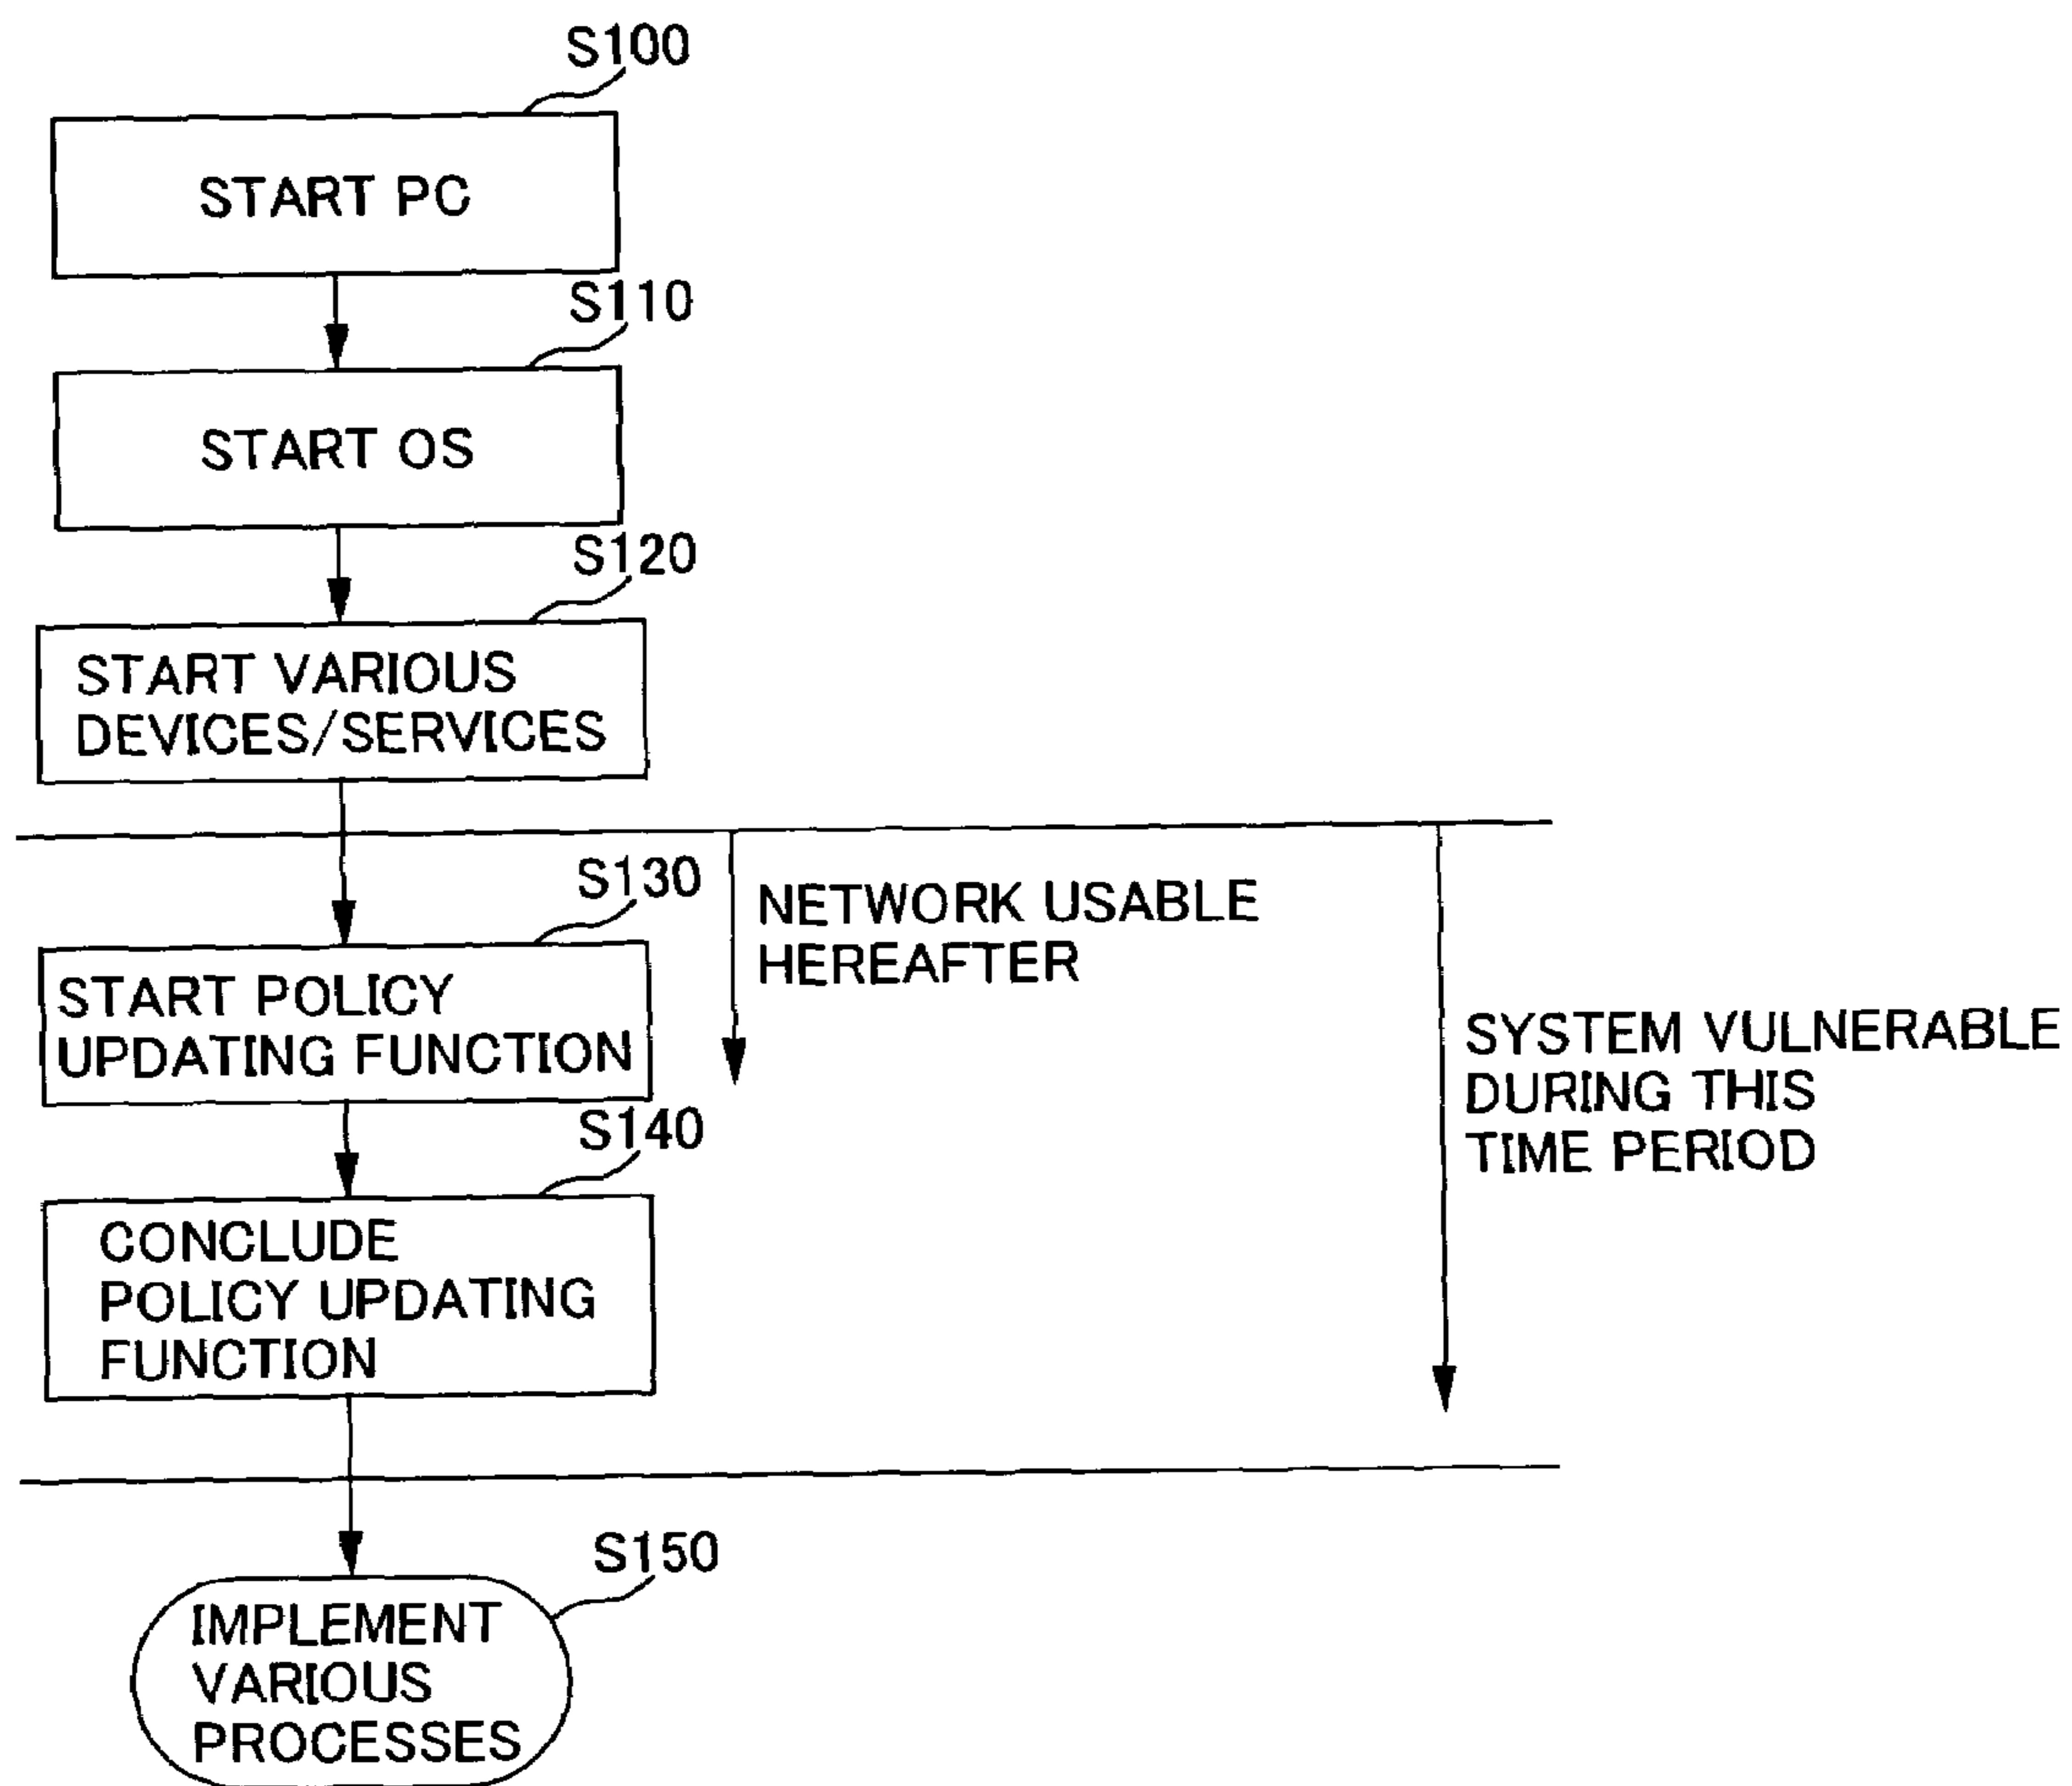 S100
START PC
S110
START OS
S120
START VARIOUS
DEVICES/SERVICES
S130
NETWORK USABLE
HEREAFTER
START POLICY
UPDATING FUNCTION
SYSTEM VULNERABLE
DURING THIS
TIME PERIOD
S140
CONCLUDE
POLICY UPDATING
FUNCTION
S150
IMPLEMENT
VARIOUS
PROCESSES